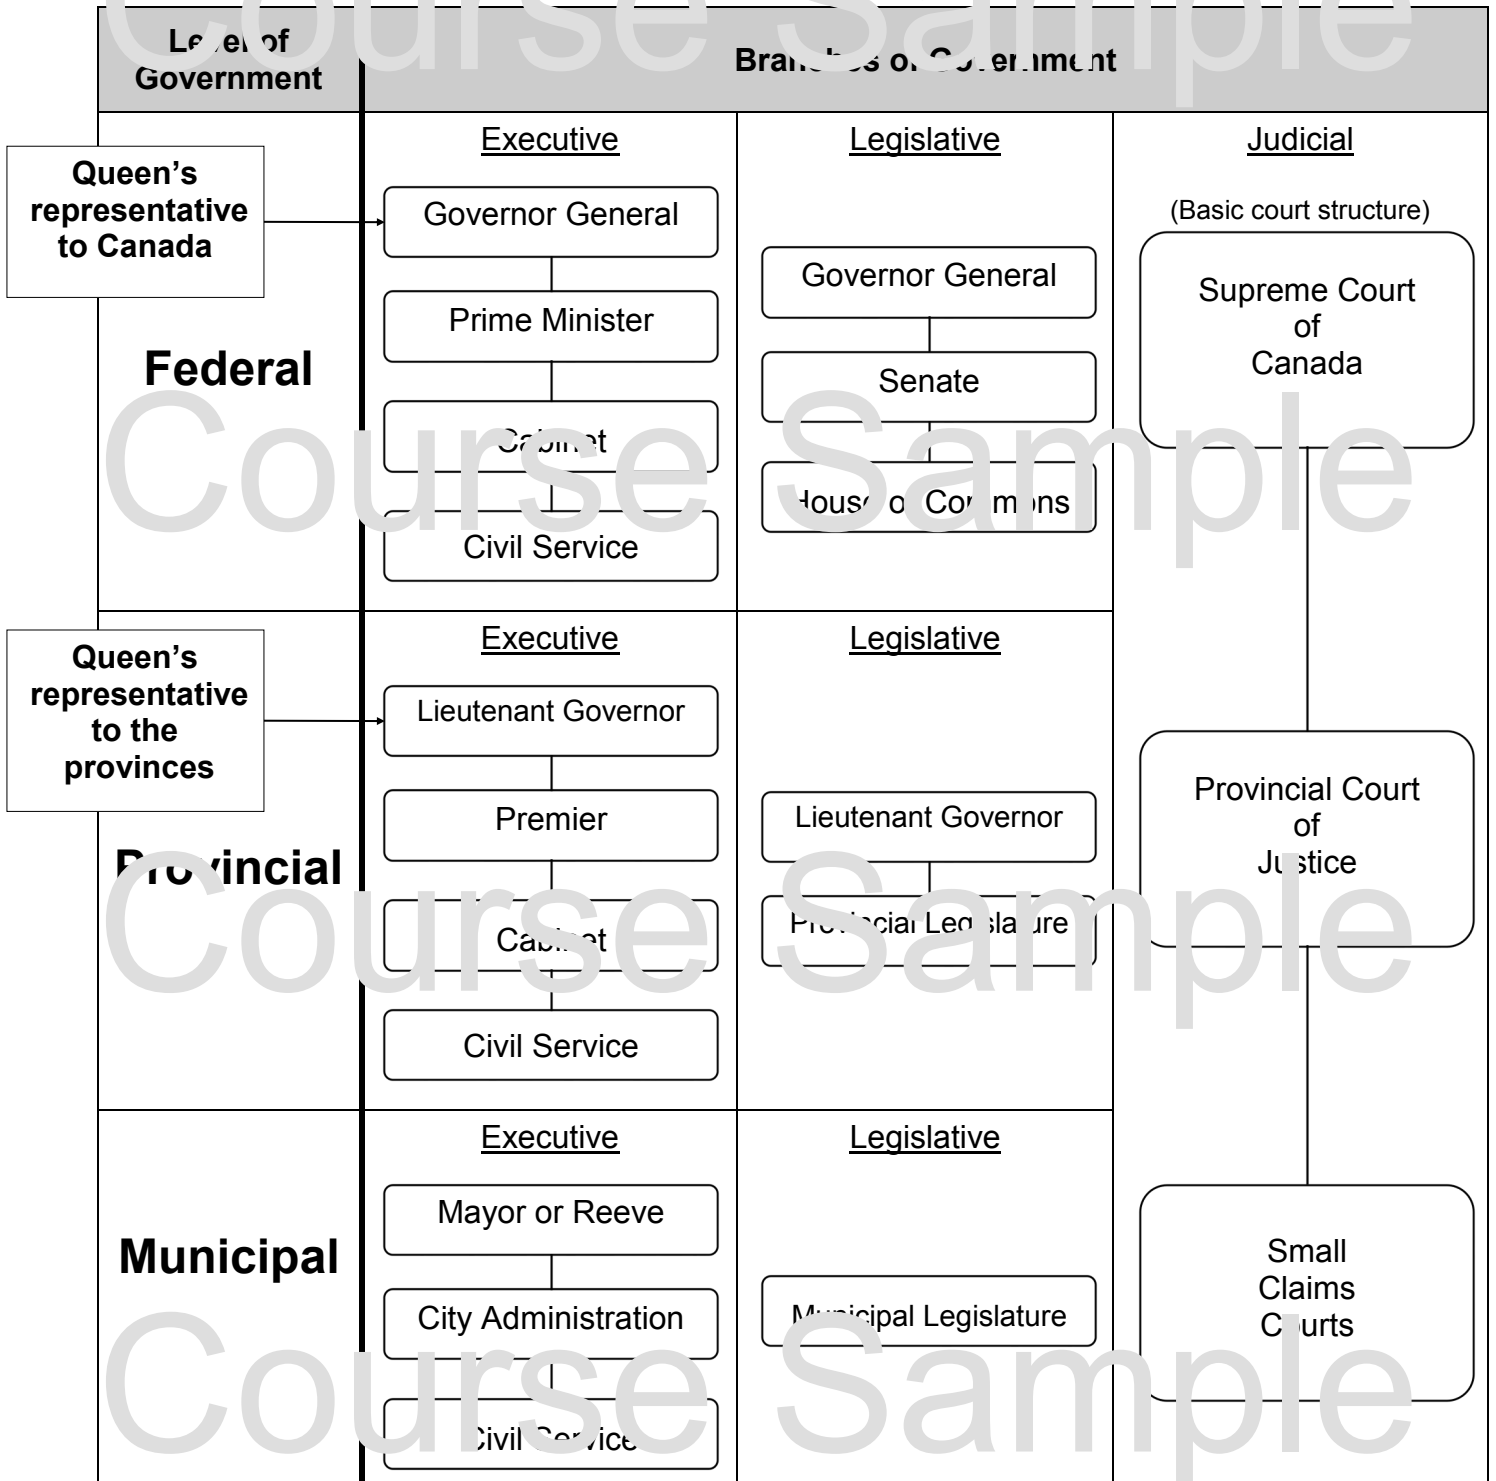 Course Sample
Level of
Government
Branches of Government
Executive
Legislative
Judicial
Queen’s
representative
to Canada
Governor General
Prime Minister
Cabinet
Civil Service
Governor General
Senate
House of Commons
(Basic court structure)
Supreme Court
of
Canada
Federal
Course Sample
Executive
Legislative
Queen’s
representative
to the
provinces
Lieutenant Governor
Premier
Cabinet
Civil Service
Lieutenant Governor
Provincial Legislature
Provincial Court
of
Justice
Provincial
Course Sample
Executive
Legislative
Municipal
Mayor or Reeve
City Administration
Civil Service
Municipal Legislature
Small
Claims
Courts
Course Sample